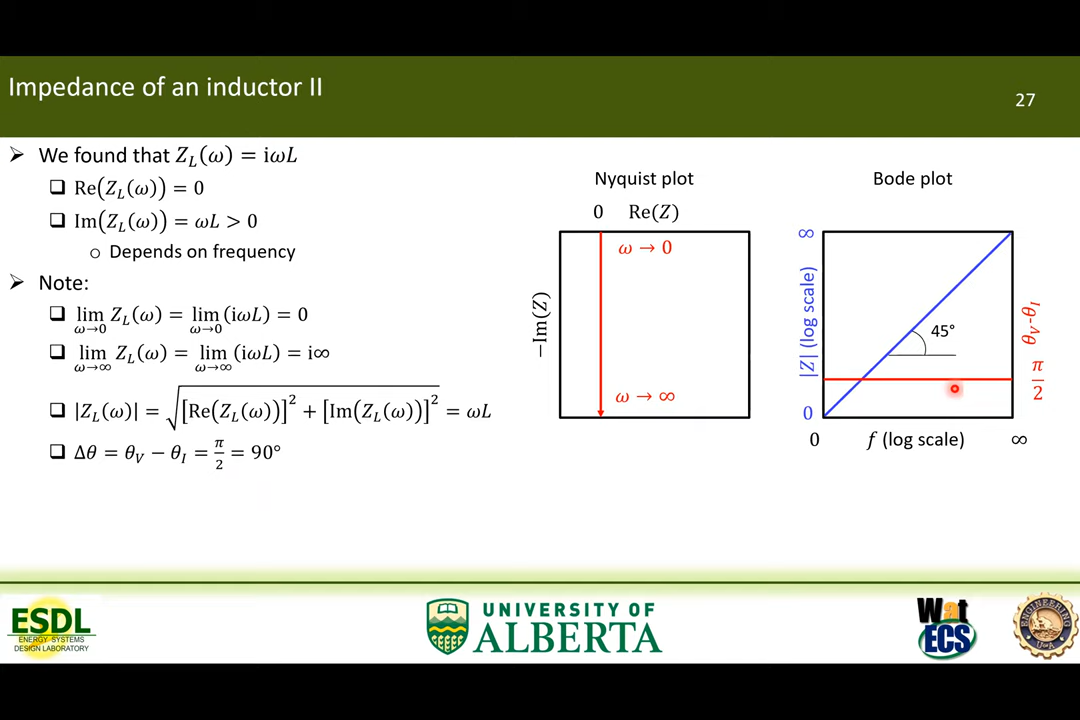 Impedance of an inductor II
27
➢ We found that Z_L(ω) = iωL
❑ Re(Z_L(ω)) = 0
❑ Im(Z_L(ω)) = ωL > 0
o Depends on frequency
➢ Note:
❑ lim_{ω→0} Z_L(ω) = lim_{ω→0} (iωL) = 0
❑ lim_{ω→∞} Z_L(ω) = lim_{ω→∞} (iωL) = i∞
❑ |Z_L(ω)| = √([Re(Z_L(ω))]² + [Im(Z_L(ω))]²) = ωL
❑ Δθ = θ_V − θ_I = π/2 = 90°
Nyquist plot
0 Re(Z)
ω → 0
−Im(Z)
ω → ∞
Bode plot
∞
|Z| (log scale)
45°
θ_V-θ_I
π/2
0
0 f (log scale) ∞
ESDL
ENERGY SYSTEMS
DESIGN LABORATORY
UNIVERSITY OF
ALBERTA
Wat
ECS
ENGINEERING
U of A